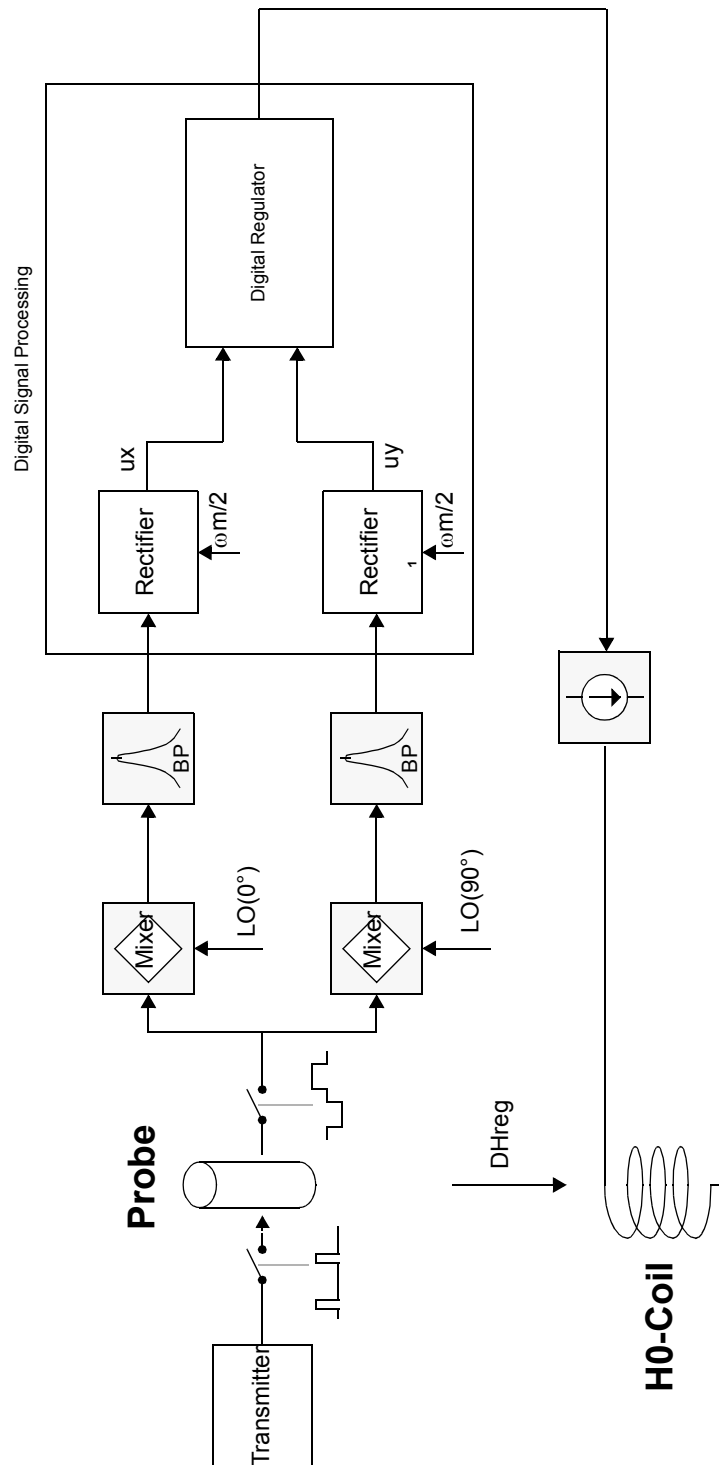 Digital Signal Processing
Digital Regulator
ux
uy
Rectifier
ωm/2
Rectifier
1
ωm/2
BP
BP
Mixer
LO(0°)
Mixer
LO(90°)
Probe
DHreg
Transmitter
H0-Coil